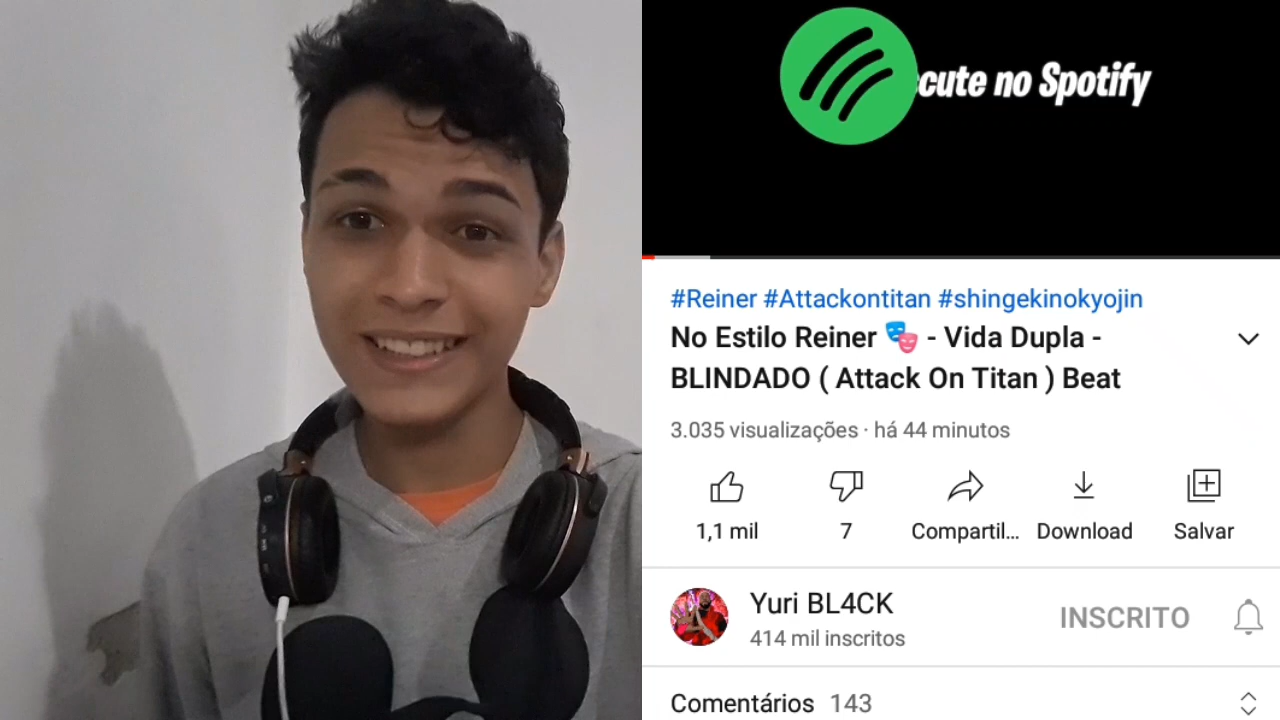 cute no Spotify
#Reiner #Attackontitan #shingekinokyojin
No Estilo Reiner 🎭 - Vida Dupla -
BLINDADO ( Attack On Titan ) Beat
3.035 visualizações · há 44 minutos
1,1 mil 7 Compartil... Download Salvar
Yuri BL4CK
INSCRITO
414 mil inscritos
Comentários 143